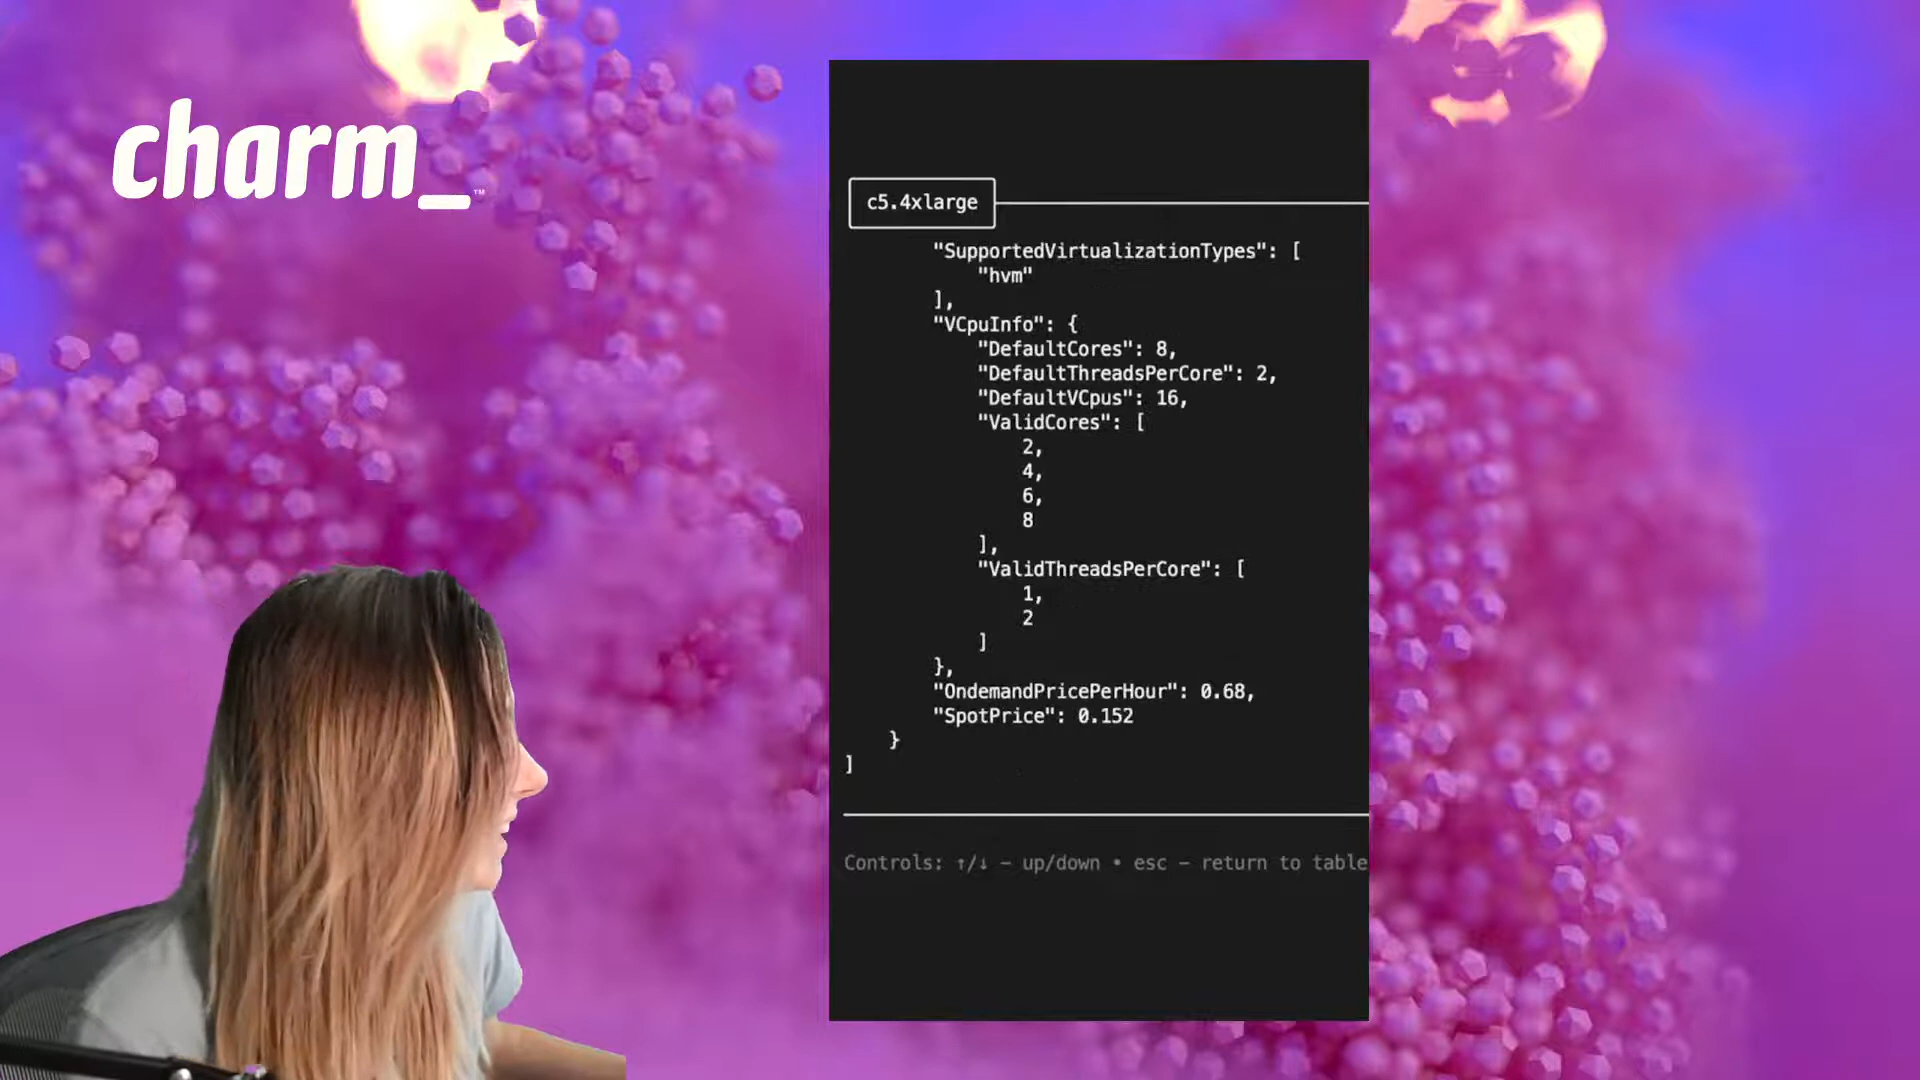 charm_™
c5.4xlarge
"SupportedVirtualizationTypes": [
"hvm"
],
"VCpuInfo": {
"DefaultCores": 8,
"DefaultThreadsPerCore": 2,
"DefaultVCpus": 16,
"ValidCores": [
2,
4,
6,
8
],
"ValidThreadsPerCore": [
1,
2
]
},
"OndemandPricePerHour": 0.68,
"SpotPrice": 0.152
}
]
Controls: ↑/↓ – up/down • esc – return to table